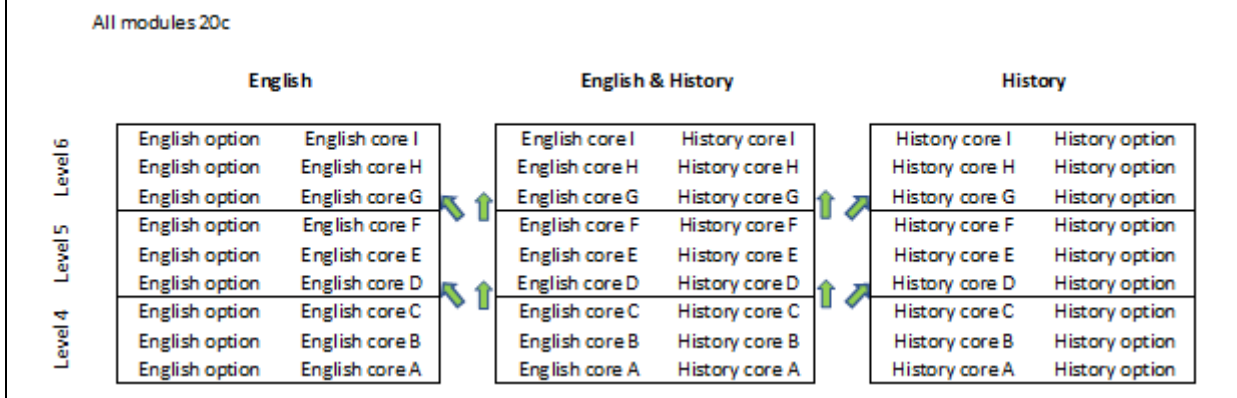 All modules 20c
English English & History History
Level 6
English option English core I English core I History core I History core I History option
English option English core H English core H History core H History core H History option
English option English core G English core G History core G History core G History option
Level 5
English option English core F English core F History core F History core F History option
English option English core E English core E History core E History core E History option
English option English core D English core D History core D History core D History option
Level 4
English option English core C English core C History core C History core C History option
English option English core B English core B History core B History core B History option
English option English core A English core A History core A History core A History option